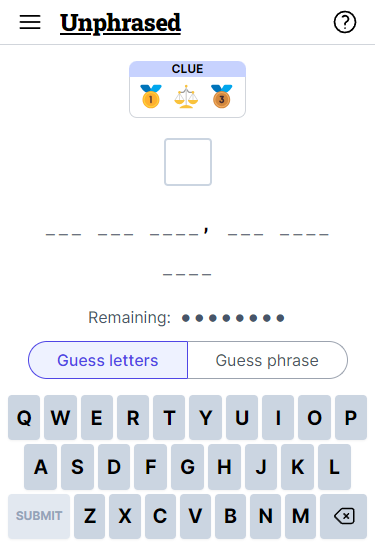 Unphrased
CLUE
1 3
___ ___ ____, ___ ____
____
Remaining:
Guess letters Guess phrase
Q W E R T Y U I O P
A S D F G H J K L
SUBMIT Z X C V B N M